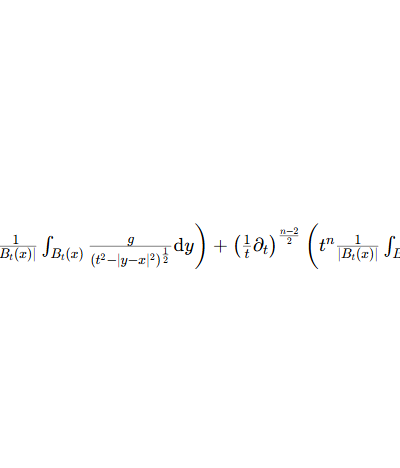 \frac{1}{|B_t(x)|} \int_{B_t(x)} \frac{g}{(t^2-|y-x|^2)^{\frac{1}{2}}} \mathrm{d}y \Big) + \left(\frac{1}{t}\partial_t\right)^{\frac{n-2}{2}} \Big( t^n \frac{1}{|B_t(x)|} \int